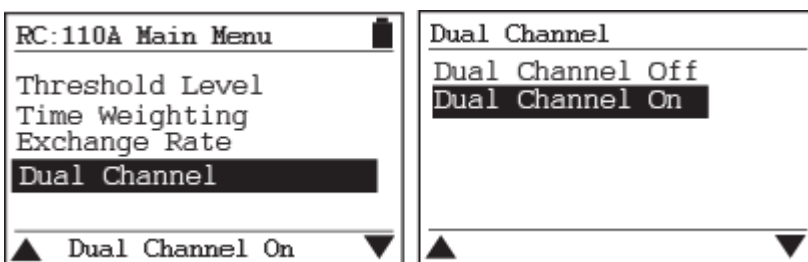 RC:110A Main Menu
Threshold Level
Time Weighting
Exchange Rate
Dual Channel
Dual Channel On
Dual Channel
Dual Channel Off
Dual Channel On